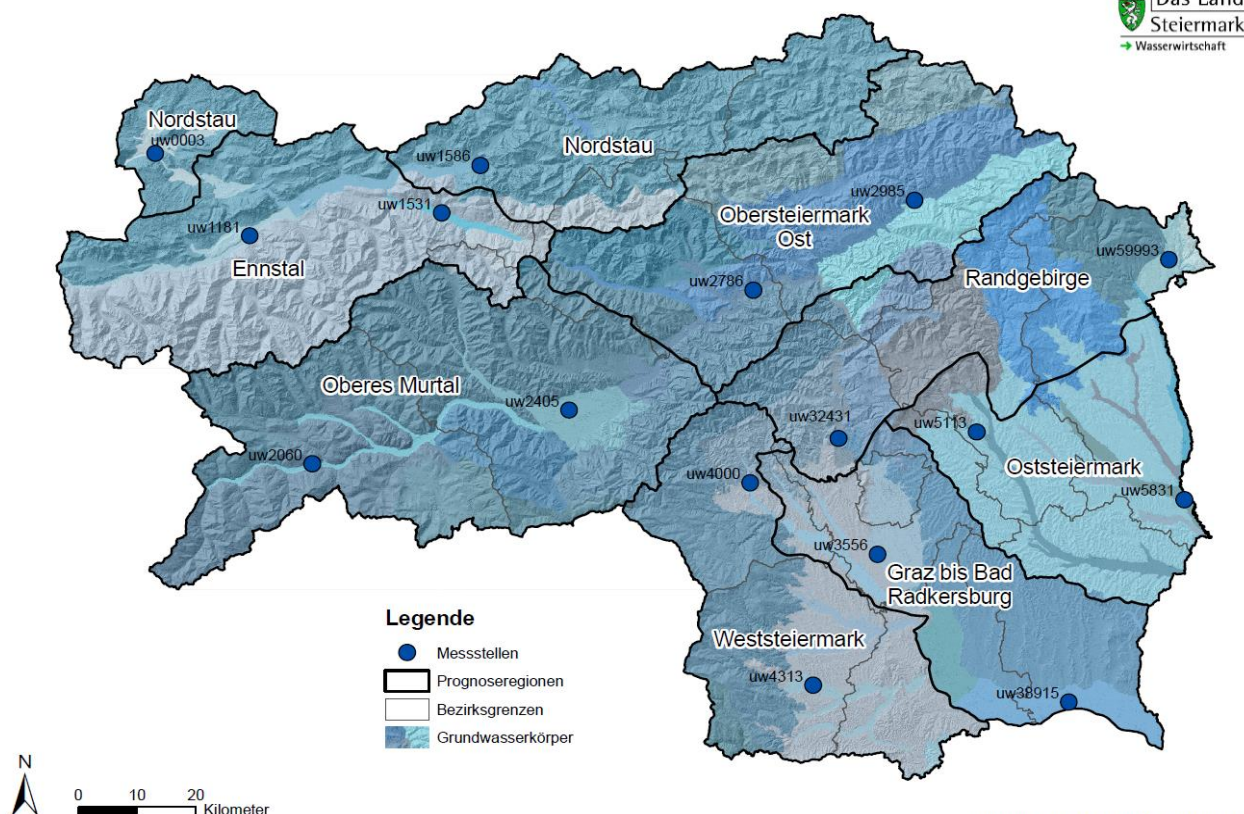 Das Land
Steiermark
→ Wasserwirtschaft
Nordstau
uw0003
Nordstau
uw1586
uw1531
uw1181
Ennstal
uw2985
Obersteiermark
Ost
uw2786
uw59993
Randgebirge
Oberes Murtal
uw2405
uw2060
uw32431
uw5113
Oststeiermark
uw5831
uw4000
uw3556
Graz bis Bad
Radkersburg
Weststeiermark
uw4313
uw38915
Legende
Messstellen
Prognoseregionen
Bezirksgrenzen
Grundwasserkörper
N
0 10 20
Kilometer